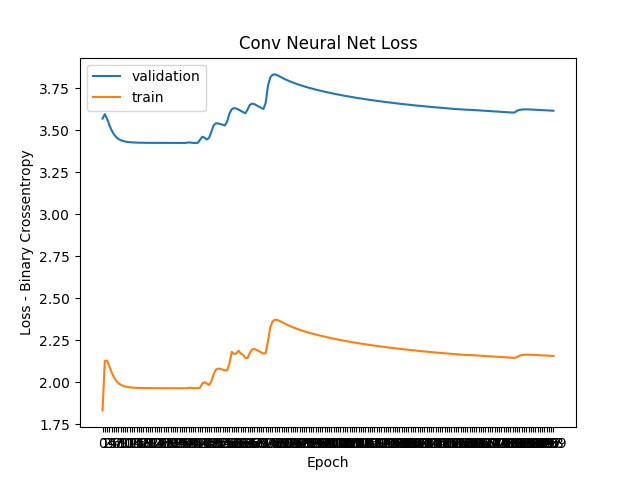 Conv Neural Net Loss
validation
train
3.75
3.50
3.25
3.00
2.75
2.50
2.25
2.00
1.75
Loss - Binary Crossentropy
Epoch